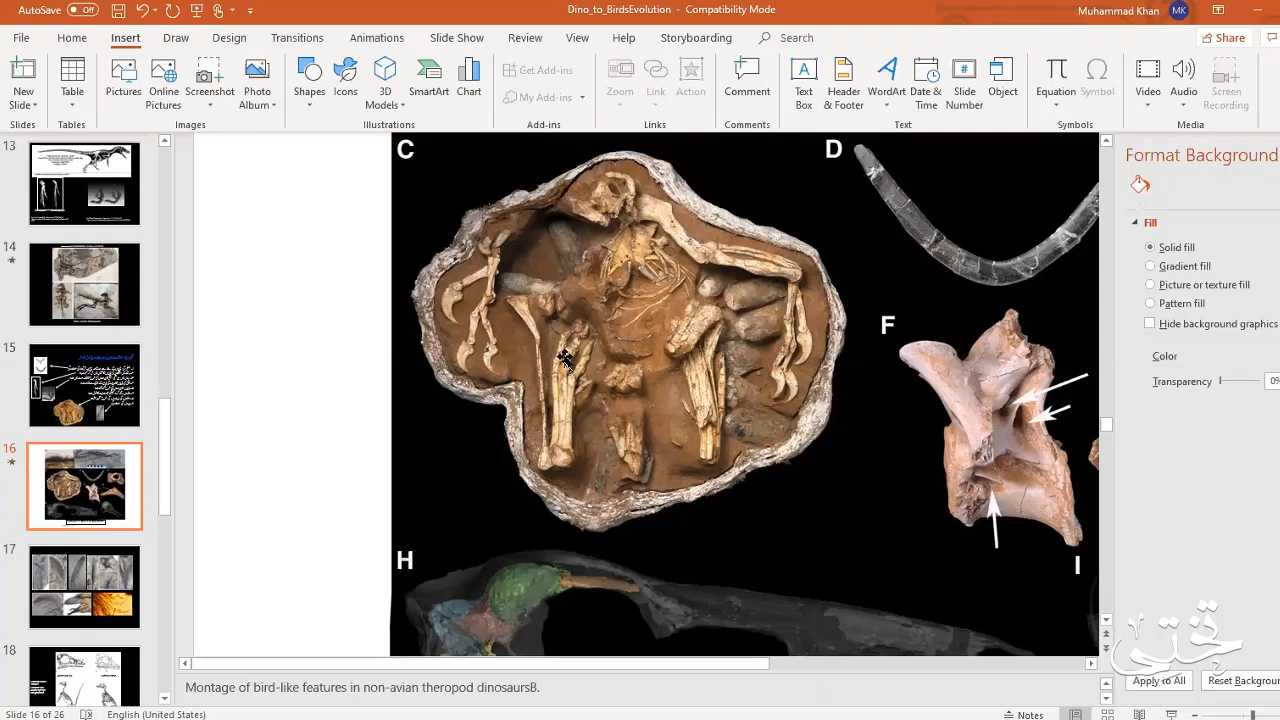 AutoSave Off
Dino_to_BirdsEvolution - Compatibility Mode
Muhammad Khan MK
File Home Insert Draw Design Transitions Animations Slide Show Review View Help Storyboarding Search Share
New Slide
Table
Pictures
Online Pictures
Screenshot
Photo Album
Shapes
Icons
3D Models
SmartArt
Chart
Get Add-ins
My Add-ins
Zoom
Link
Action
Comment
Text Box
Header & Footer
WordArt
Date & Time
Slide Number
Object
Equation
Symbol
Video
Audio
Screen Recording
Slides Tables Images Illustrations Add-ins Links Comments Text Symbols Media
13
14
15
16
17
18
C
D
F
H
I
Format Background
Fill
Solid fill
Gradient fill
Picture or texture fill
Pattern fill
Hide background graphics
Color
Transparency 0%
Apply to All Reset Background
Montage of bird-like features in non-avian theropod dinosaursB.
Slide 16 of 26 English (United States) Notes